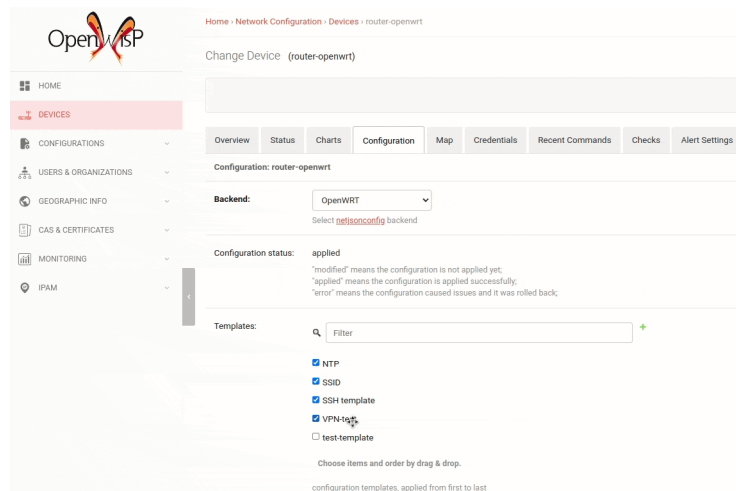 OpenWISP
Home › Network Configuration › Devices › router-openwrt
Change Device (router-openwrt)
HOME
DEVICES
CONFIGURATIONS
USERS & ORGANIZATIONS
GEOGRAPHIC INFO
CAS & CERTIFICATES
MONITORING
IPAM
Overview Status Charts Configuration Map Credentials Recent Commands Checks Alert Settings
Configuration: router-openwrt
Backend: OpenWRT
Select netjsonconfig backend
Configuration status: applied
"modified" means the configuration is not applied yet;
"applied" means the configuration is applied successfully;
"error" means the configuration caused issues and it was rolled back;
Templates: Filter
NTP
SSID
SSH template
VPN-test
test-template
Choose items and order by drag & drop.
configuration templates, applied from first to last